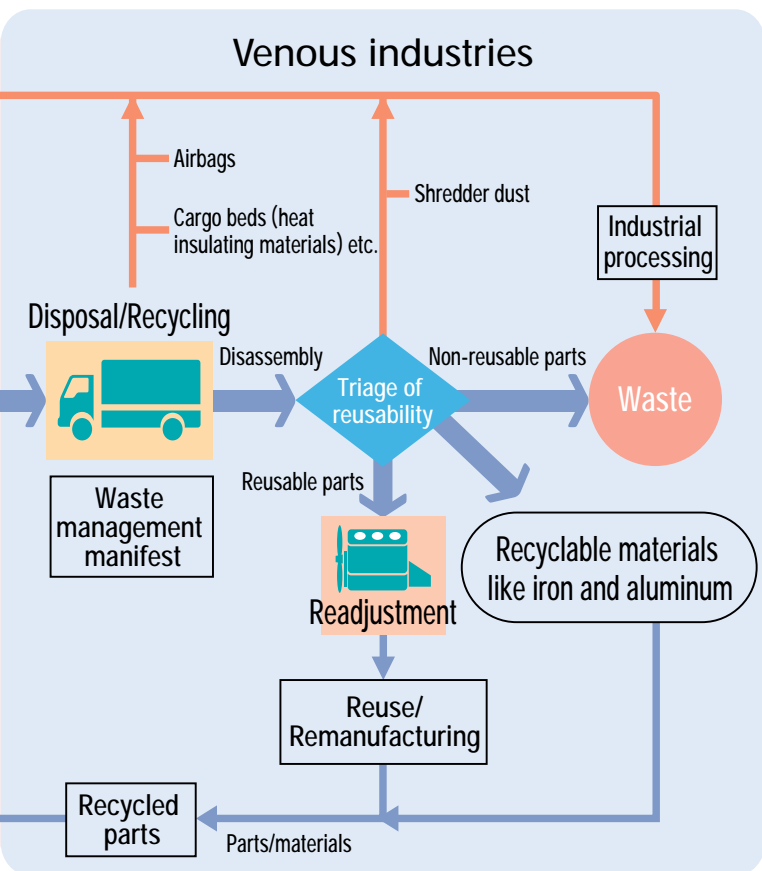 Venous industries
Airbags
Cargo beds (heat
insulating materials) etc.
Shredder dust
Industrial
processing
Disposal/Recycling
Disassembly
Triage of
reusability
Non-reusable parts
Waste
Waste
management
manifest
Reusable parts
Readjustment
Recyclable materials
like iron and aluminum
Reuse/
Remanufacturing
Recycled
parts
Parts/materials